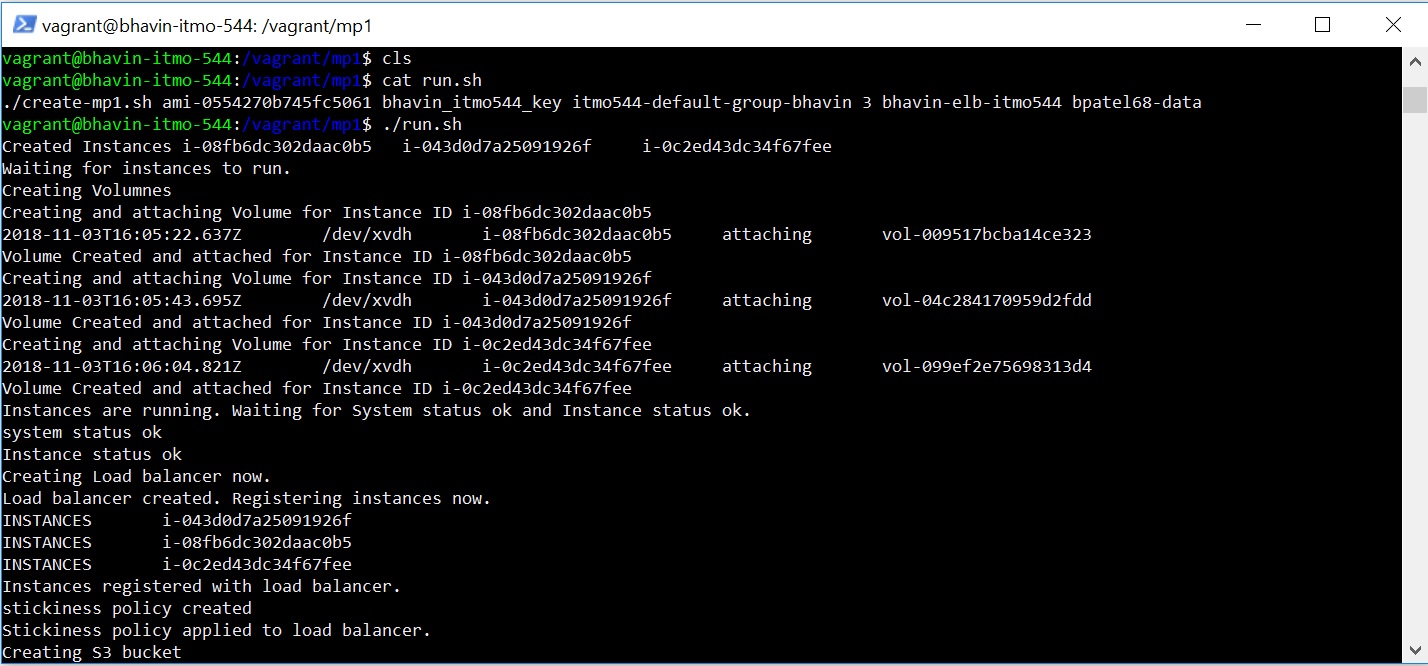 vagrant@bhavin-itmo-544: /vagrant/mp1
vagrant@bhavin-itmo-544:/vagrant/mp1$ cls
vagrant@bhavin-itmo-544:/vagrant/mp1$ cat run.sh
./create-mp1.sh ami-0554270b745fc5061 bhavin_itmo544_key itmo544-default-group-bhavin 3 bhavin-elb-itmo544 bpatel68-data
vagrant@bhavin-itmo-544:/vagrant/mp1$ ./run.sh
Created Instances i-08fb6dc302daac0b5   i-043d0d7a25091926f     i-0c2ed43dc34f67fee
Waiting for instances to run.
Creating Volumnes
Creating and attaching Volume for Instance ID i-08fb6dc302daac0b5
2018-11-03T16:05:22.637Z        /dev/xvdh       i-08fb6dc302daac0b5     attaching       vol-009517bcba14ce323
Volume Created and attached for Instance ID i-08fb6dc302daac0b5
Creating and attaching Volume for Instance ID i-043d0d7a25091926f
2018-11-03T16:05:43.695Z        /dev/xvdh       i-043d0d7a25091926f     attaching       vol-04c284170959d2fdd
Volume Created and attached for Instance ID i-043d0d7a25091926f
Creating and attaching Volume for Instance ID i-0c2ed43dc34f67fee
2018-11-03T16:06:04.821Z        /dev/xvdh       i-0c2ed43dc34f67fee     attaching       vol-099ef2e75698313d4
Volume Created and attached for Instance ID i-0c2ed43dc34f67fee
Instances are running. Waiting for System status ok and Instance status ok.
system status ok
Instance status ok
Creating Load balancer now.
Load balancer created. Registering instances now.
INSTANCES       i-043d0d7a25091926f
INSTANCES       i-08fb6dc302daac0b5
INSTANCES       i-0c2ed43dc34f67fee
Instances registered with load balancer.
stickiness policy created
Stickiness policy applied to load balancer.
Creating S3 bucket